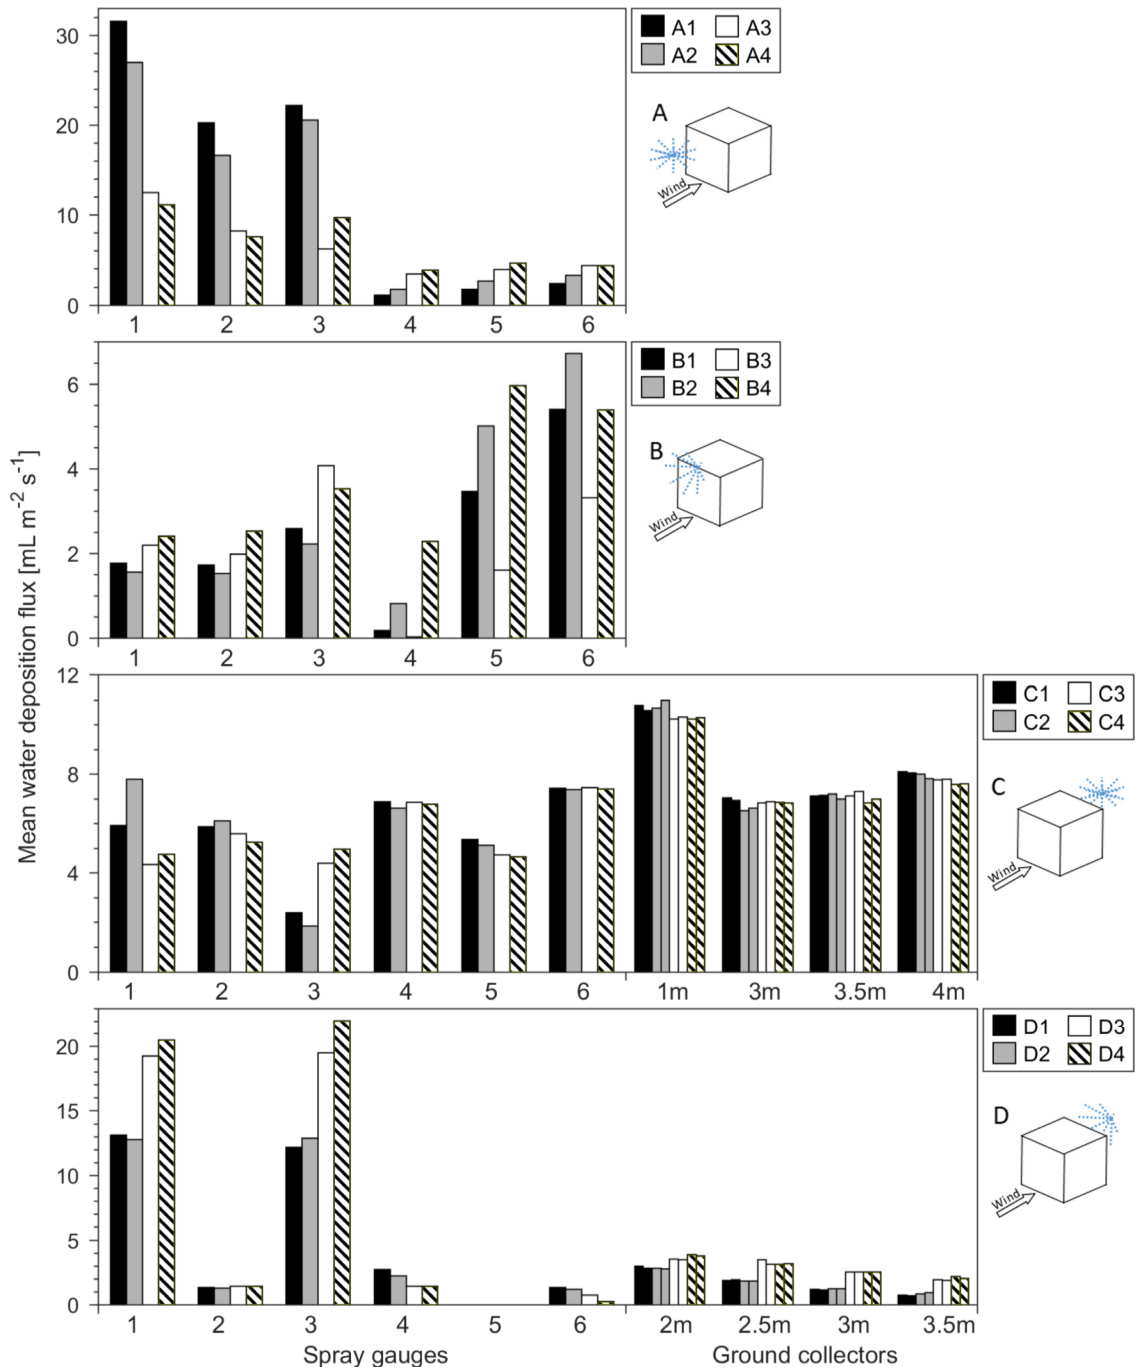 Mean water deposition flux [mL m-2 s-1]
30
20
10
0
1 2 3 4 5 6
A1 A3
A2 A4
A
Wind
6
4
2
0
1 2 3 4 5 6
B1 B3
B2 B4
B
Wind
12
8
4
0
1 2 3 4 5 6 1m 3m 3.5m 4m
C1 C3
C2 C4
C
Wind
20
15
10
5
0
1 2 3 4 5 6 2m 2.5m 3m 3.5m
D1 D3
D2 D4
D
Wind
Spray gauges Ground collectors